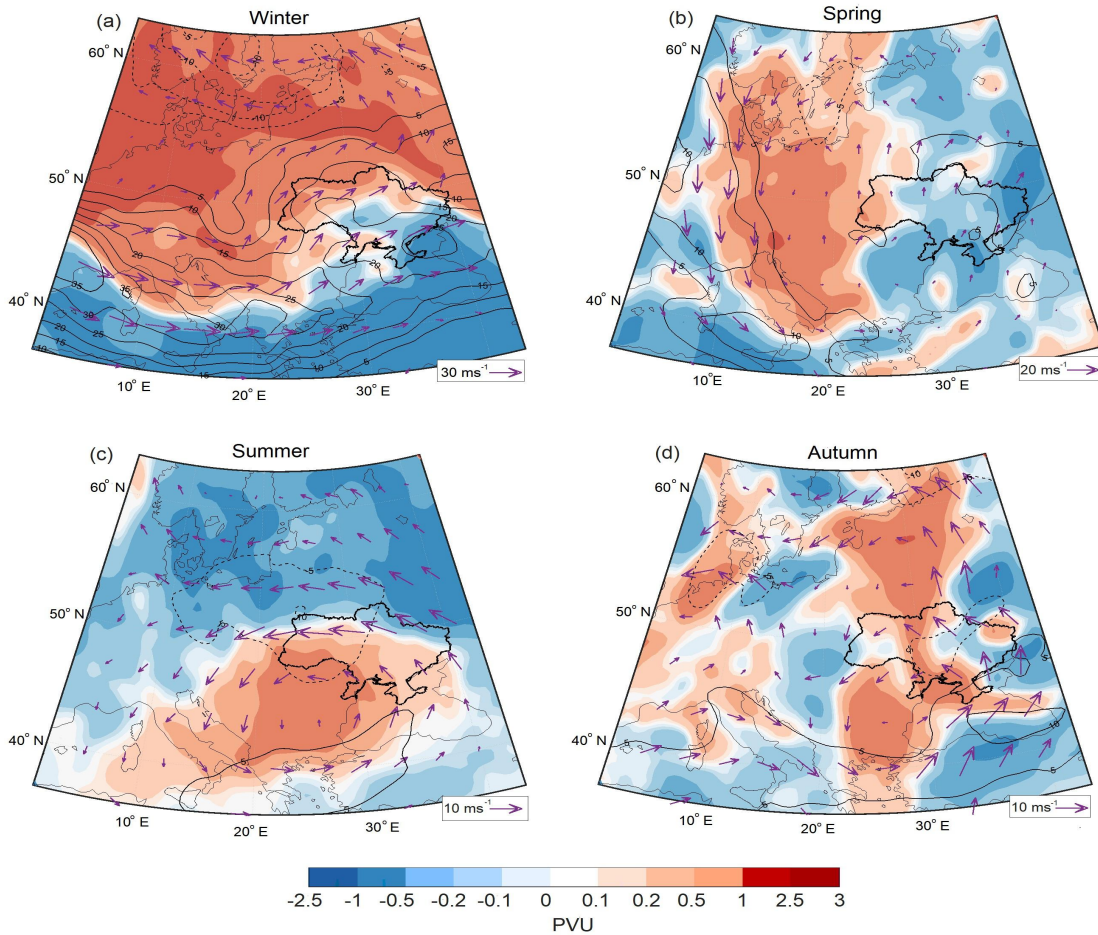 (a) Winter
60° N
50° N
40° N
10° E
20° E
30° E
30 ms⁻¹
(b) Spring
60° N
50° N
40° N
10°E
20° E
30° E
20 ms⁻¹
(c) Summer
60° N
50° N
40° N
10° E
20° E
30° E
10 ms⁻¹
(d) Autumn
60° N
50° N
40° N
10° E
20° E
30° E
10 ms⁻¹
-2.5 -1 -0.5 -0.2 -0.1 0 0.1 0.2 0.5 1 2.5 3
PVU